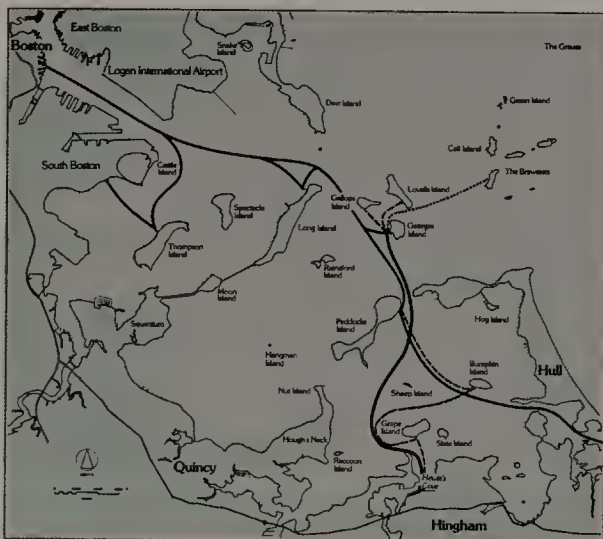 East Boston
Boston
Snake
Island
The Graves
Logan International Airport
Deer Island
Green Island
Calf Island
South Boston
Castle
Island
The Brewsters
Lovells Island
Gallops
Island
Georges
Island
Spectacle
Island
Long Island
Thompson
Island
Rainsford
Island
Moon
Island
Peddocks
Island
Hog Island
Squantum
Hangman
Island
Bumpkin
Island
Hull
Nut Island
Sheep Island
Grape
Island
Slate Island
Hough's Neck
Raccoon
Island
Quincy
Hewitt's
Cove
Hingham